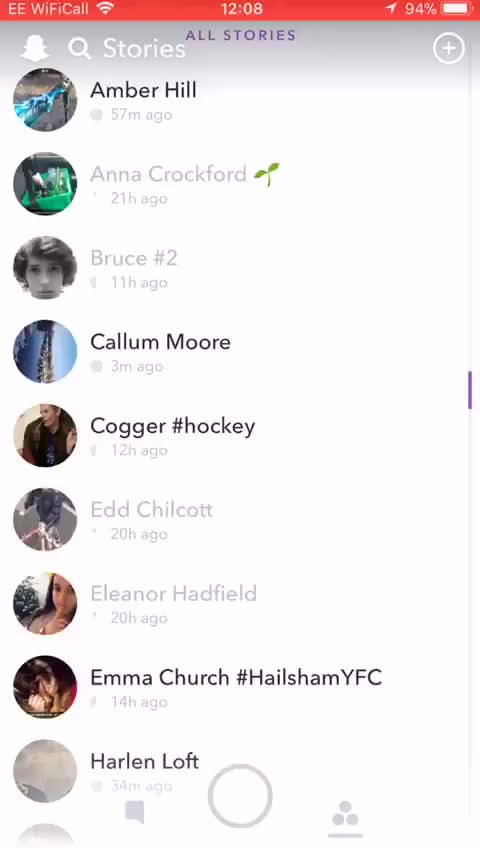 EE WiFiCall 12:08 94%
ALL STORIES
Stories
Amber Hill
57m ago
Anna Crockford 🌱
21h ago
Bruce #2
11h ago
Callum Moore
3m ago
Cogger #hockey
12h ago
Edd Chilcott
20h ago
Eleanor Hadfield
20h ago
Emma Church #HailshamYFC
14h ago
Harlen Loft
34m ago